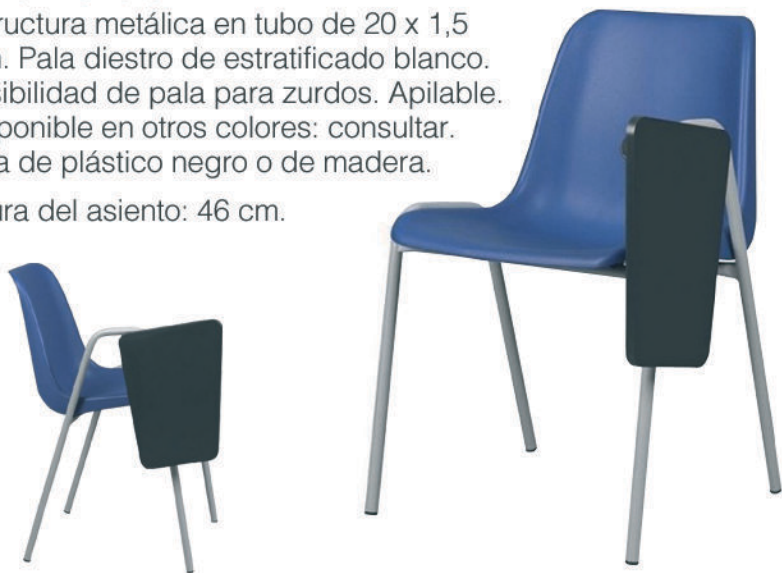 ructura metálica en tubo de 20 x 1,5
. Pala diestro de estratificado blanco.
sibilidad de pala para zurdos. Apilable.
ponible en otros colores: consultar.
a de plástico negro o de madera.
ura del asiento: 46 cm.